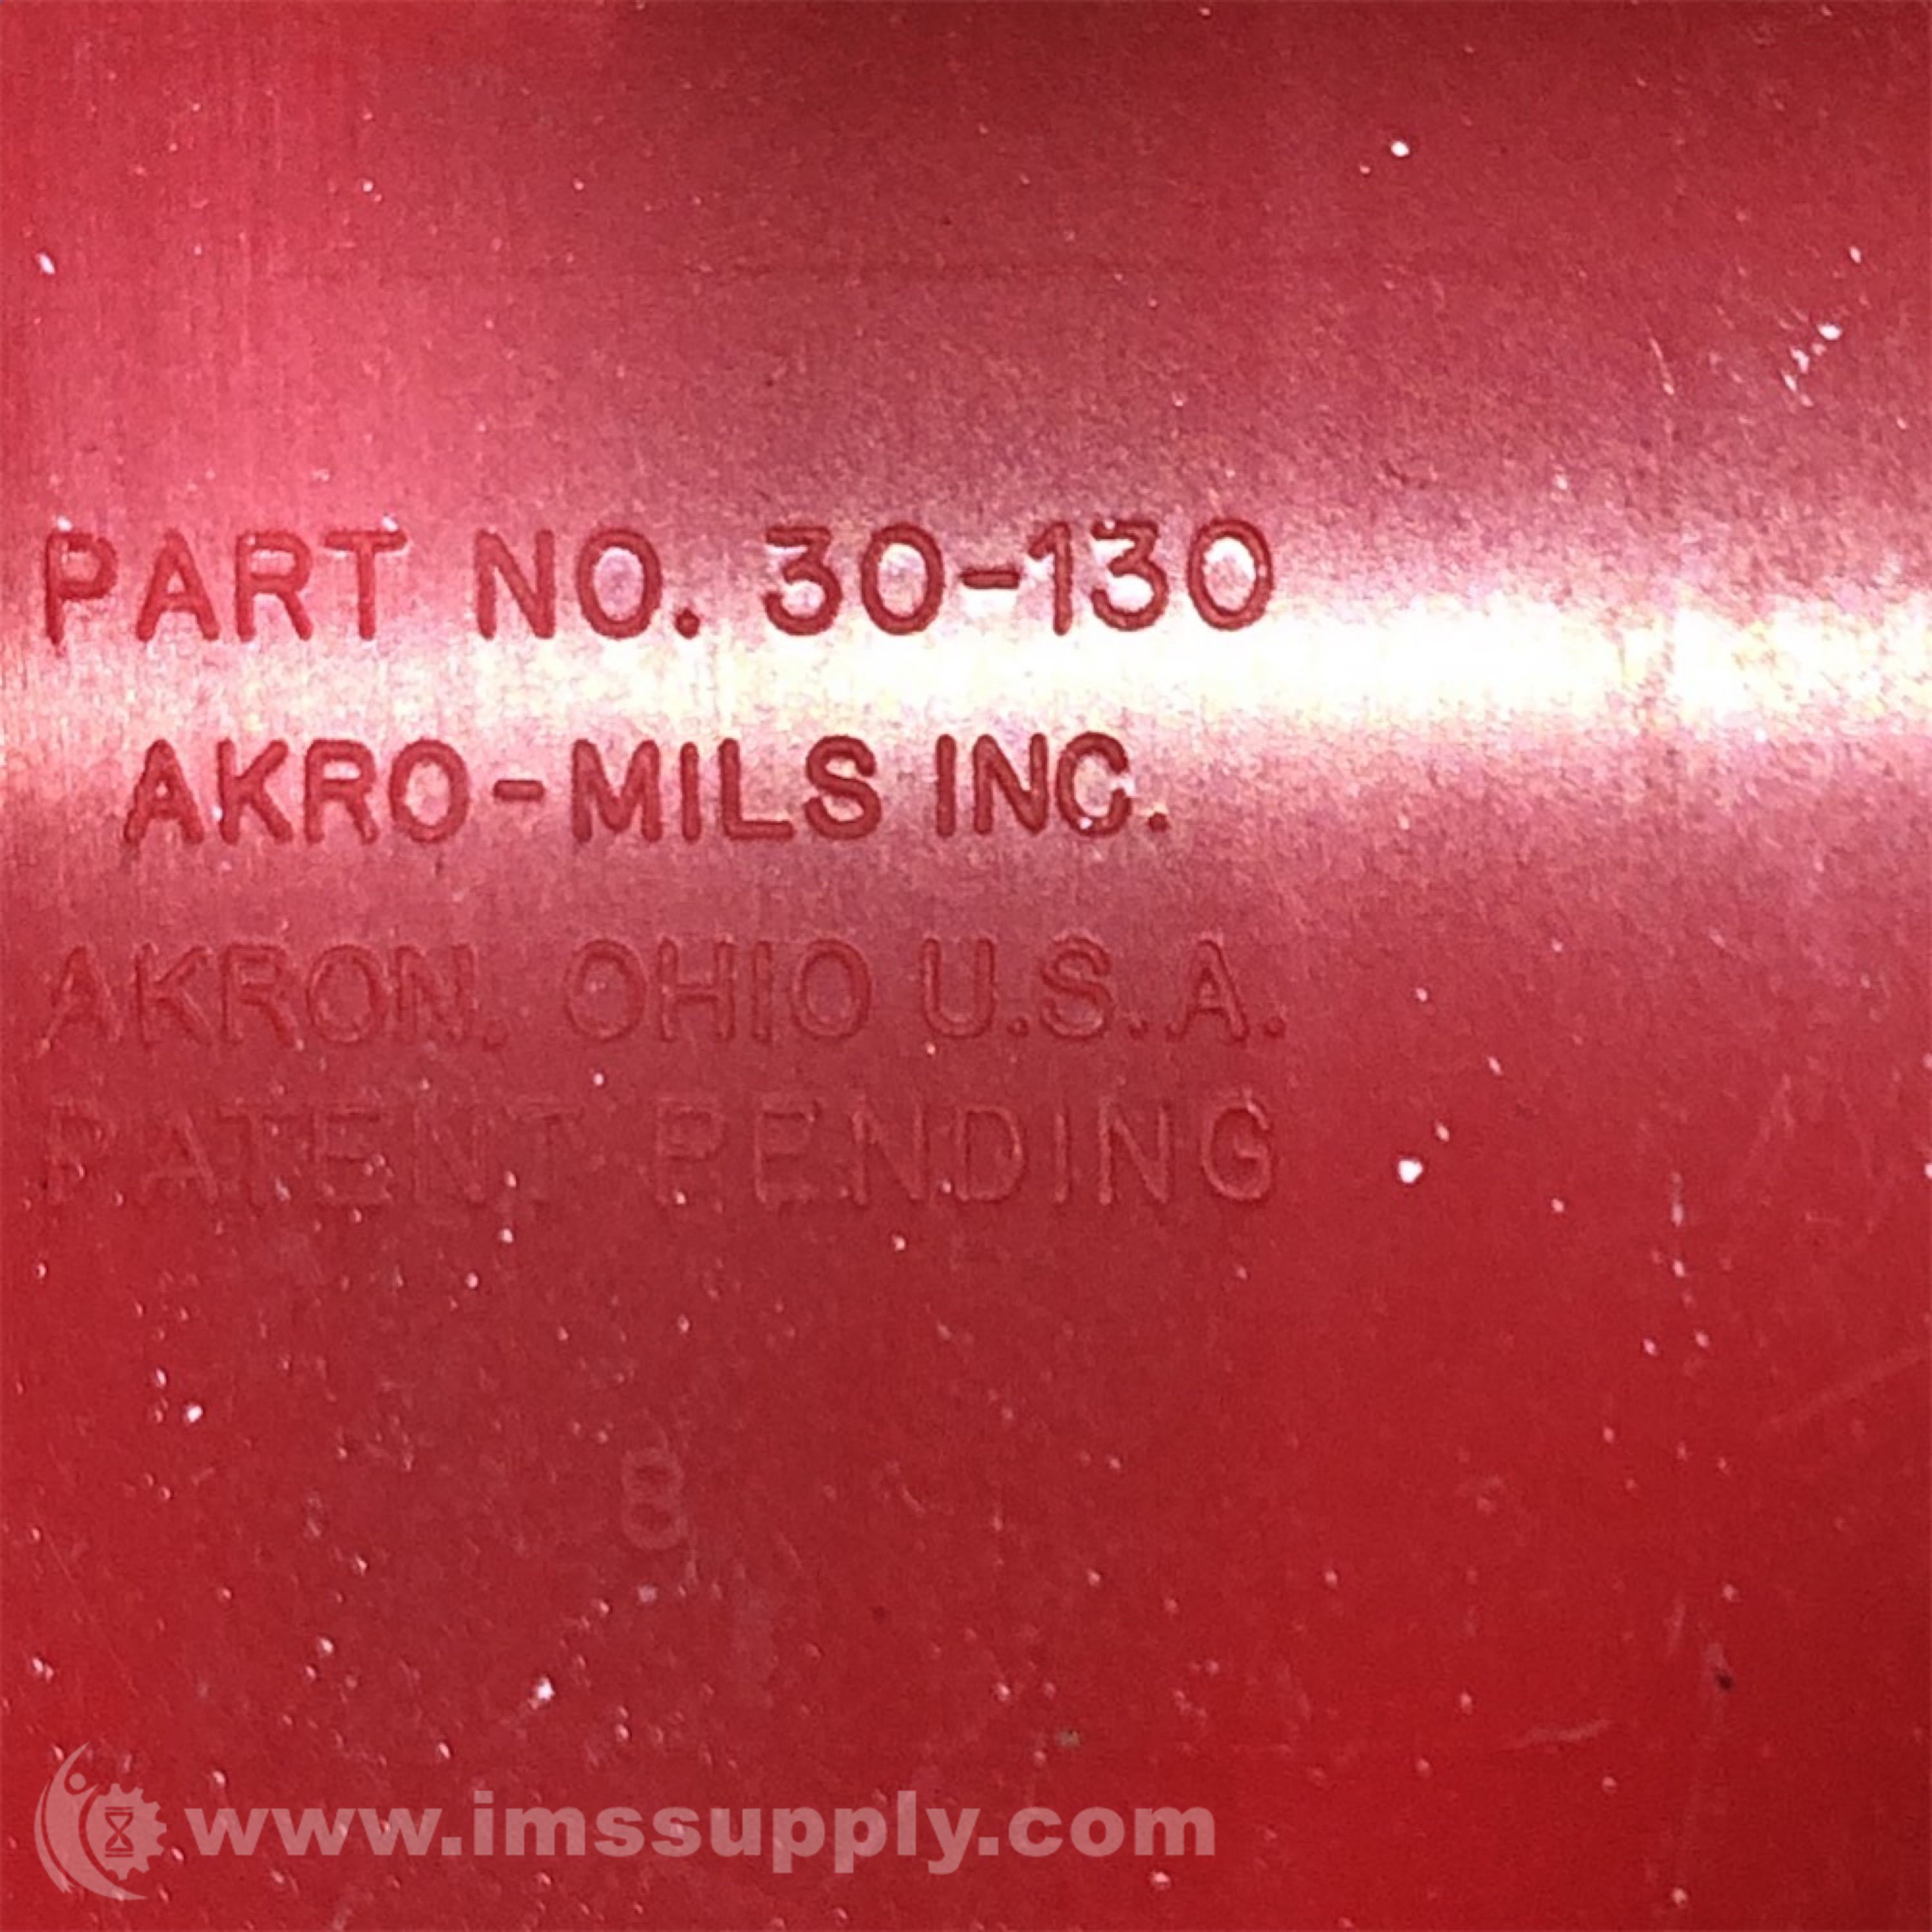 PART NO. 30-130
AKRO-MILS INC.
AKRON, OHIO U.S.A.
PATENT PENDING
8
www.imssupply.com